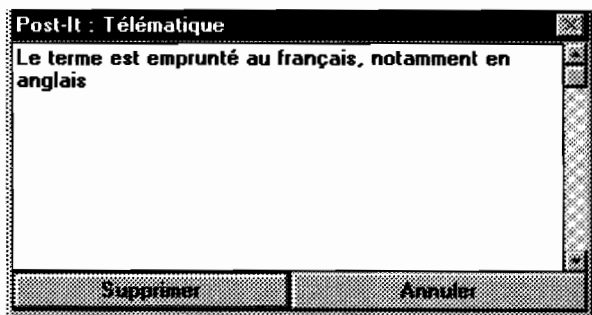 Post-It : Télématique
Le terme est emprunté au français, notamment en
anglais
Supprimer
Annuler